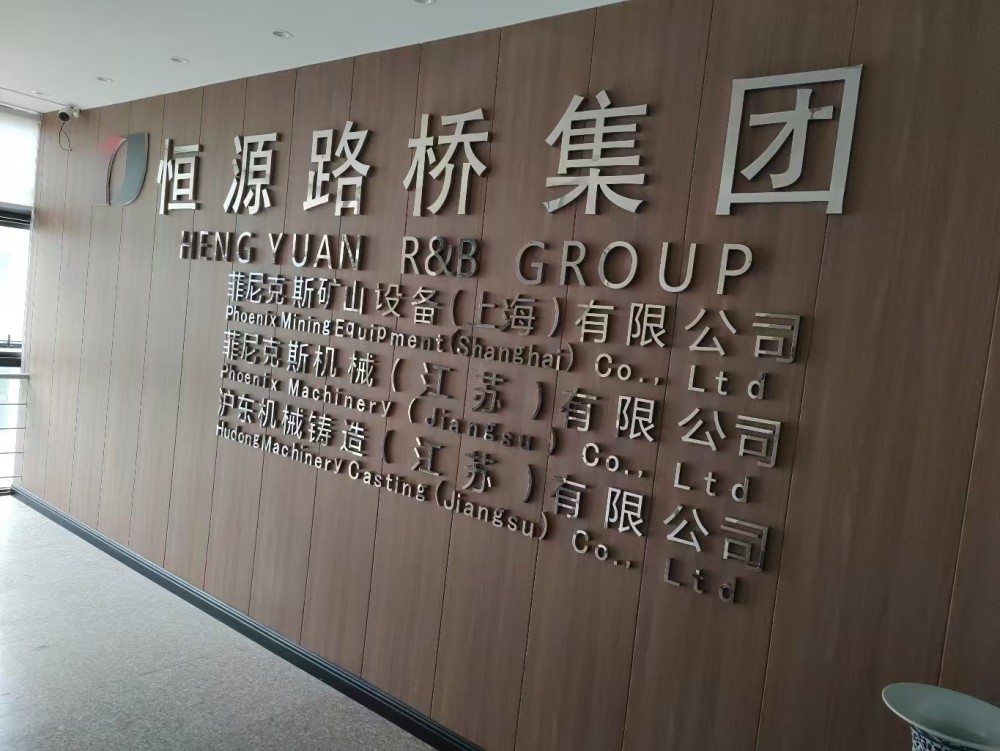 恒源路桥集团
HENG YUAN R&B GROUP
菲尼克斯矿山设备(上海)有限公司
Phoenix Mining Equipment (Shanghai) Co., Ltd
菲尼克斯机械(江苏)有限公司
Phoenix Machinery (Jiangsu) Co., Ltd
沪东机械铸造(江苏)有限公司
Hudong Machinery Casting (Jiangsu) Co., Ltd